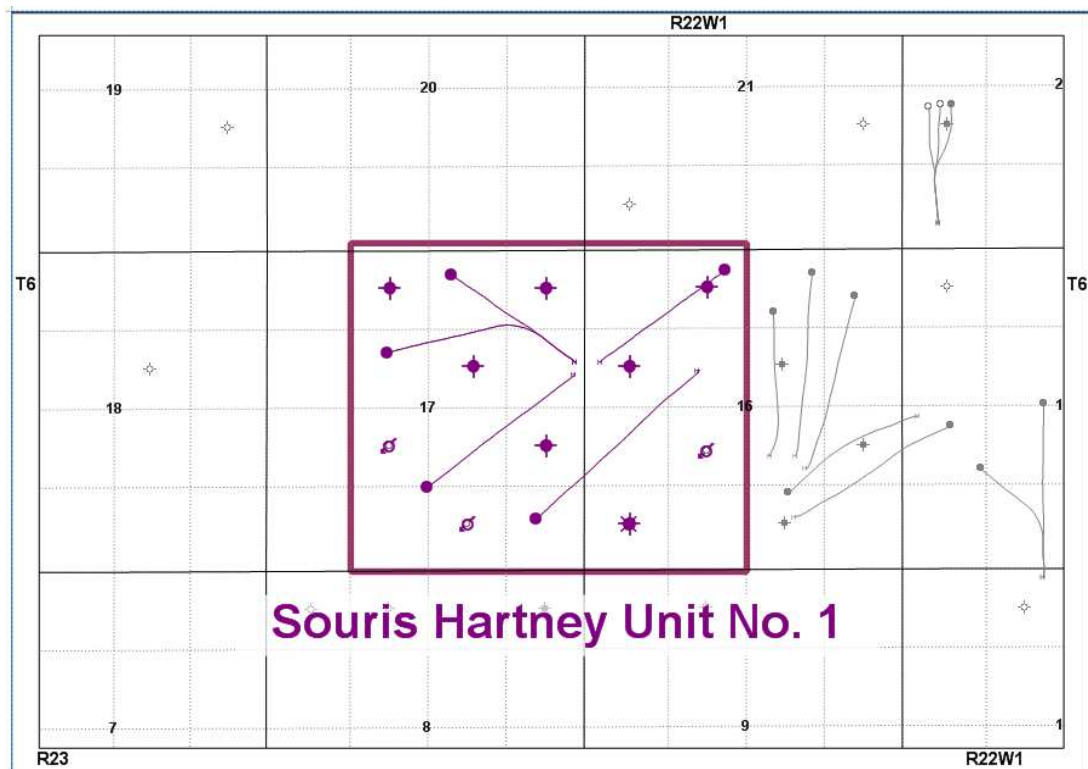 R22W1
19 20 21 2
T6 T6
18 17 16 1
Souris Hartney Unit No. 1
7 8 9 1
R23 R22W1